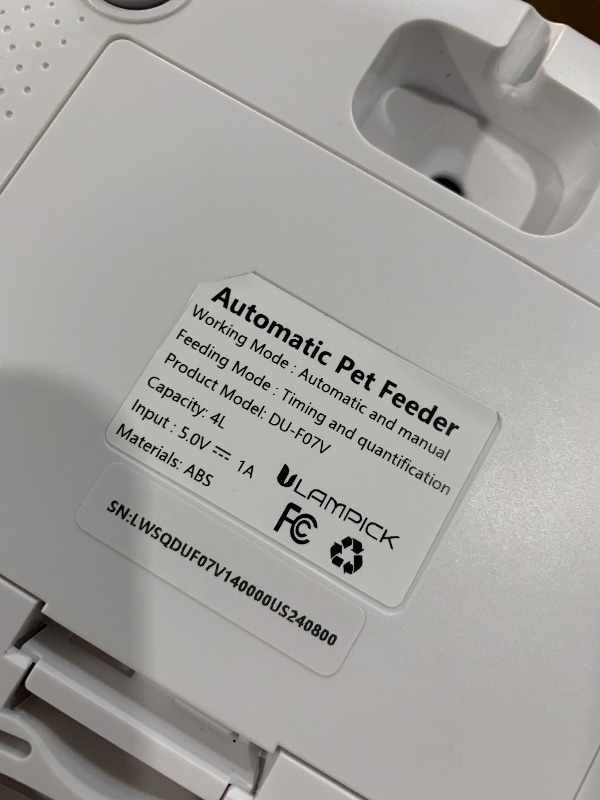 Automatic Pet Feeder
Working Mode : Automatic and manual
Feeding Mode : Timing and quantification
Product Model: DU-F07V
Capacity: 4L
Input : 5.0V⎓ 1A
Materials: ABS
ULAMPICK
FC
SN:LWSQDUF07V140000US240800